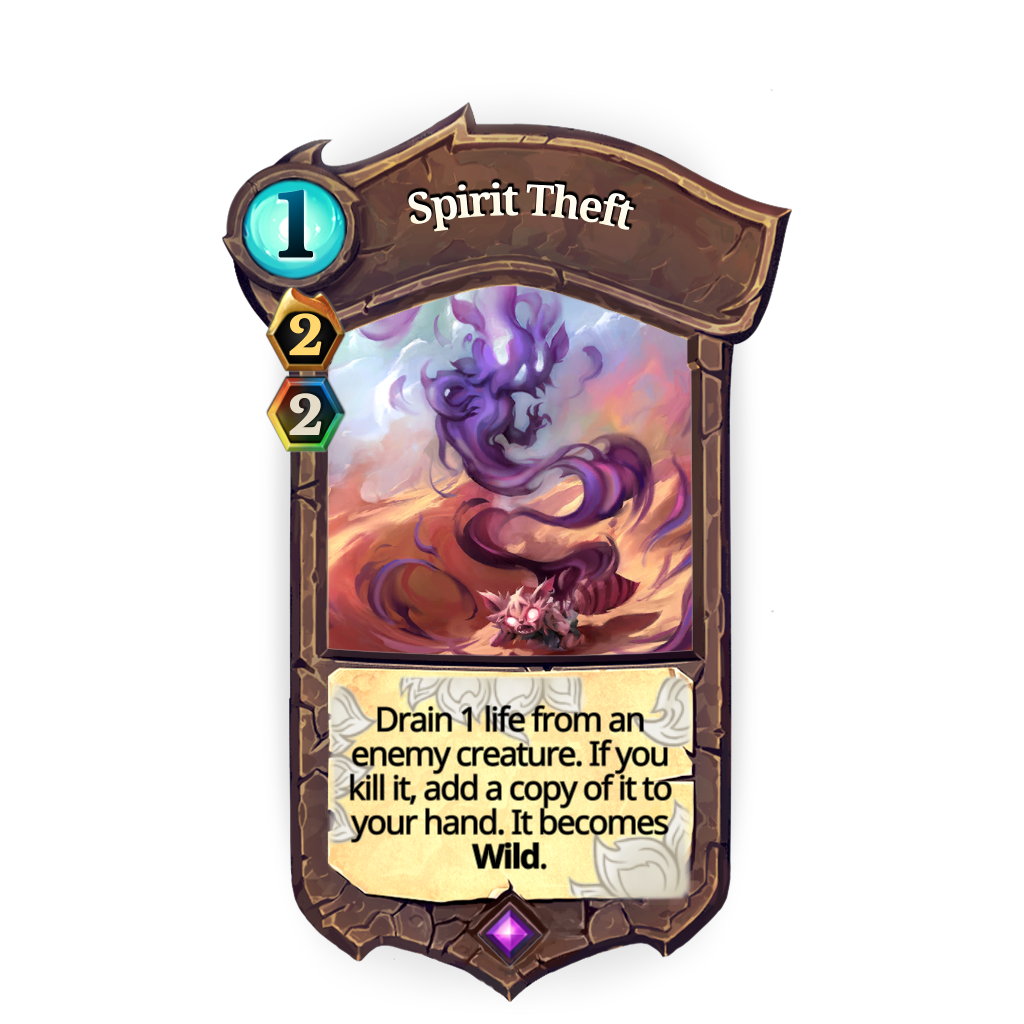 Spirit Theft
1
2
2
Drain 1 life from an
enemy creature. If you
kill it, add a copy of it to
your hand. It becomes
Wild.